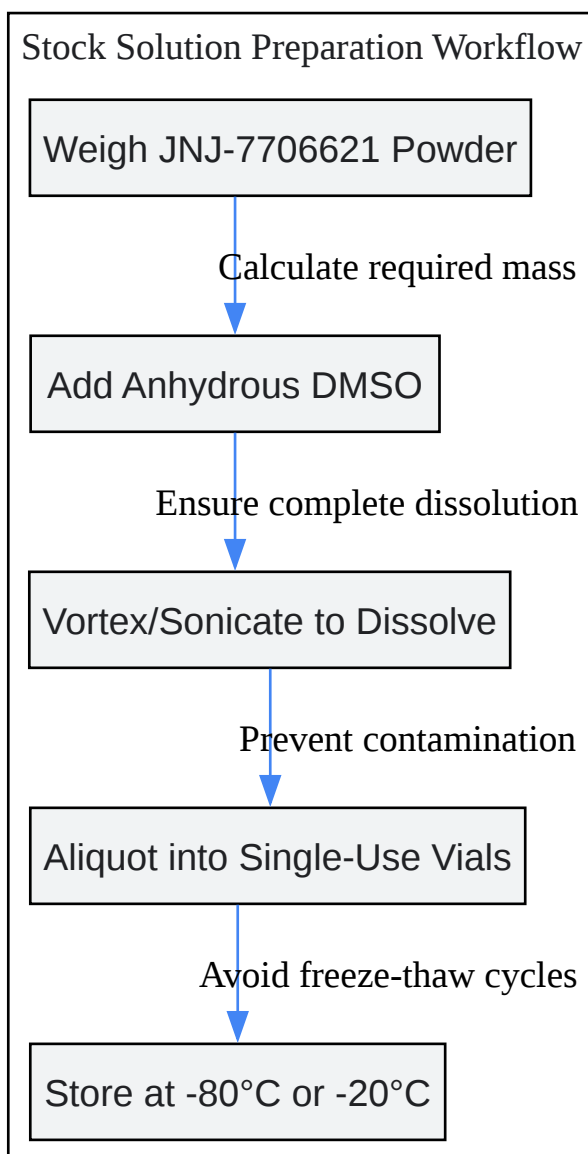 Stock Solution Preparation Workflow
Weigh JNJ-7706621 Powder
Calculate required mass
Add Anhydrous DMSO
Ensure complete dissolution
Vortex/Sonicate to Dissolve
Prevent contamination
Aliquot into Single-Use Vials
Avoid freeze-thaw cycles
Store at -80°C or -20°C